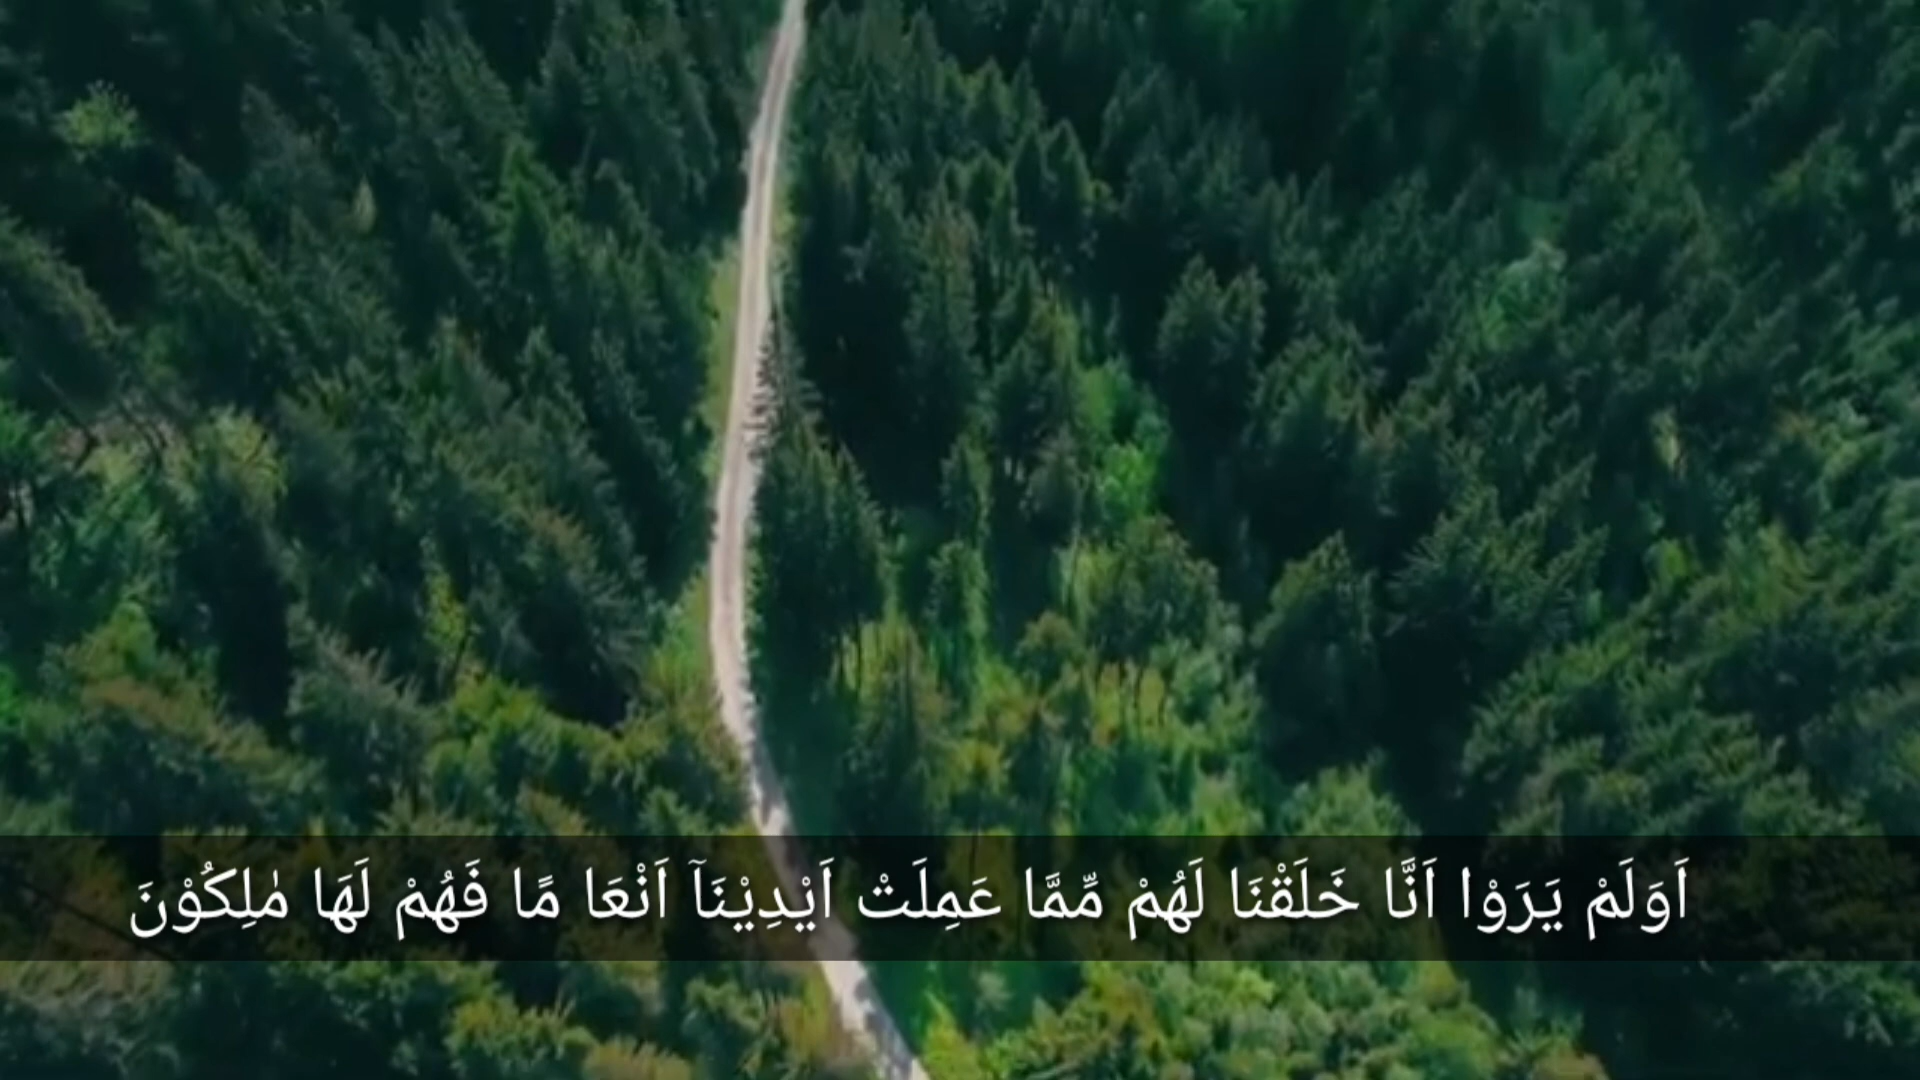 اَوَلَمْ يَرَوْا اَنَّا خَلَقْنَا لَهُمْ مِّمَّا عَمِلَتْ اَيْدِيْنَآ اَنْعَا مًا فَهُمْ لَهَا مٰلِكُوْنَ